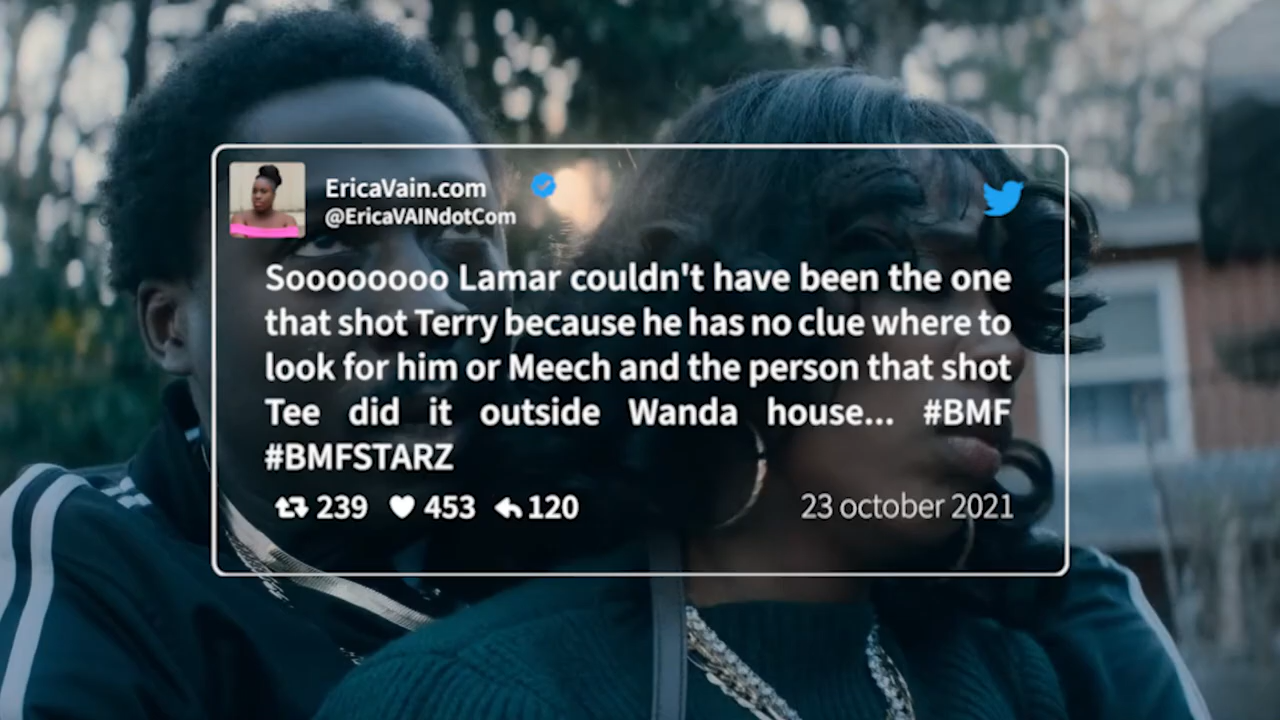 EricaVain.com
@EricaVAINdotCom
Soooooooo Lamar couldn't have been the one
that shot Terry because he has no clue where to
look for him or Meech and the person that shot
Tee did it outside Wanda house... #BMF
#BMFSTARZ
239 453 120 23 october 2021